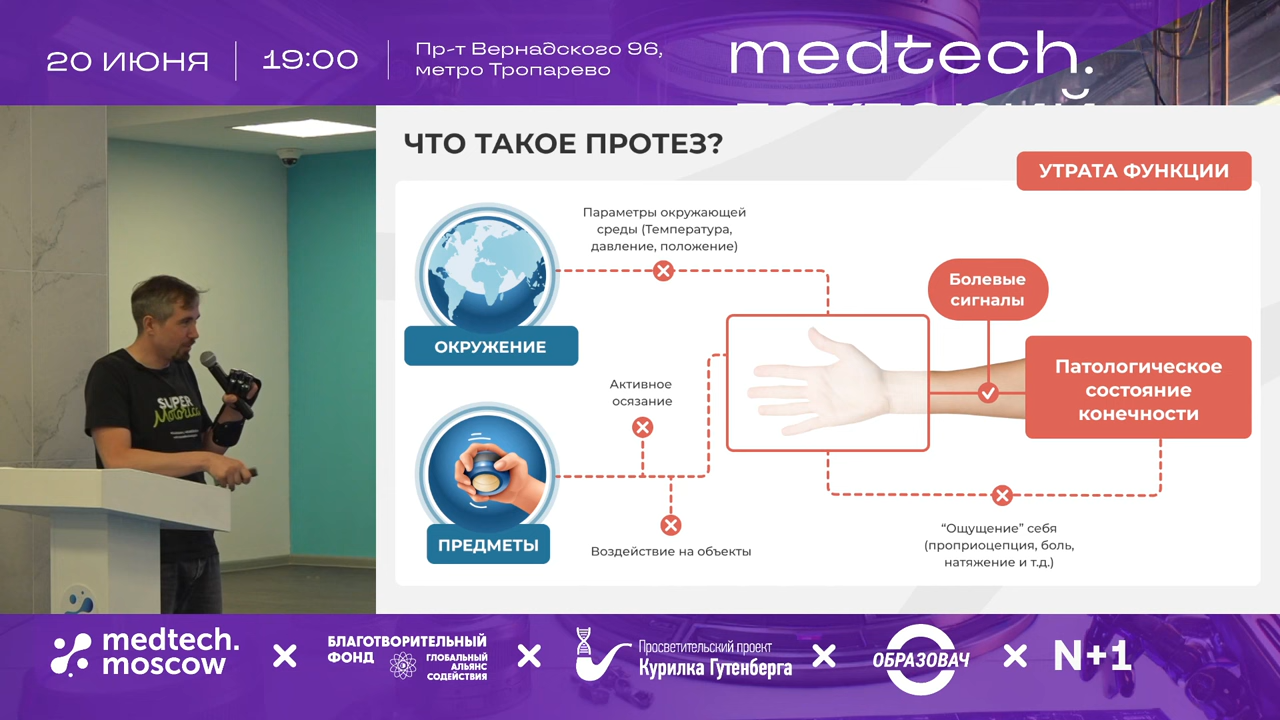 20 ИЮНЯ
19:00
Пр-т Вернадского 96,
метро Тропарево
medtech.
ЧТО ТАКОЕ ПРОТЕЗ?
УТРАТА ФУНКЦИИ
Параметры окружающей
среды (Температура,
давление, положение)
Болевые
сигналы
ОКРУЖЕНИЕ
Патологическое
состояние
конечности
Активное
осязание
ПРЕДМЕТЫ
Воздействие на объекты
“Ощущение” себя
(проприоцепция, боль,
натяжение и т.д.)
SUPER
Motorica
medtech.
moscow
БЛАГОТВОРИТЕЛЬНЫЙ
ФОНД
ГЛОБАЛЬНЫЙ
АЛЬЯНС
СОДЕЙСТВИЯ
Просветительский проект
Курилка Гутенберга
ОБРАЗОВАЧ
N+1